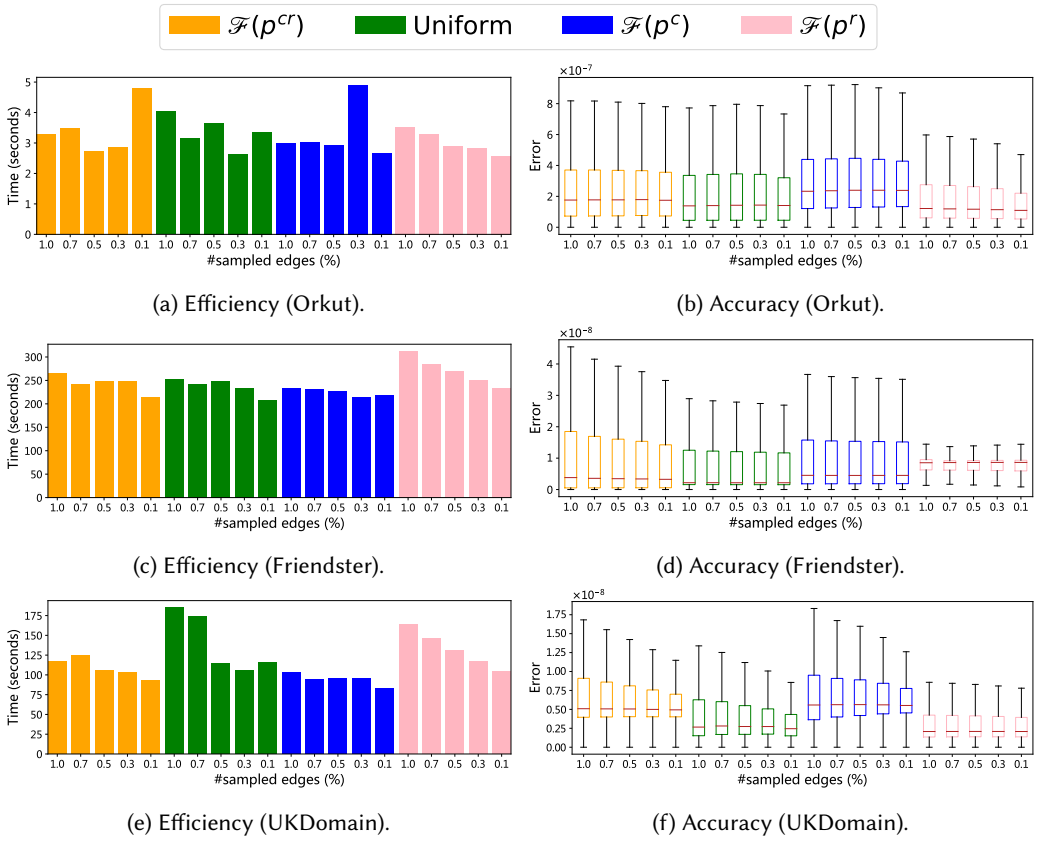 ℱ(p^{cr}) Uniform ℱ(p^c) ℱ(p^r)
Time (seconds)
5
4
3
2
1
0
1.0 0.7 0.5 0.3 0.1 1.0 0.7 0.5 0.3 0.1 1.0 0.7 0.5 0.3 0.1 1.0 0.7 0.5 0.3 0.1
#sampled edges (%)
(a) Efficiency (Orkut).
×10⁻⁷
Error
8
6
4
2
0
1.0 0.7 0.5 0.3 0.1 1.0 0.7 0.5 0.3 0.1 1.0 0.7 0.5 0.3 0.1 1.0 0.7 0.5 0.3 0.1
#sampled edges (%)
(b) Accuracy (Orkut).
Time (seconds)
300
250
200
150
100
50
0
1.0 0.7 0.5 0.3 0.1 1.0 0.7 0.5 0.3 0.1 1.0 0.7 0.5 0.3 0.1 1.0 0.7 0.5 0.3 0.1
#sampled edges (%)
(c) Efficiency (Friendster).
×10⁻⁸
Error
4
3
2
1
0
1.0 0.7 0.5 0.3 0.1 1.0 0.7 0.5 0.3 0.1 1.0 0.7 0.5 0.3 0.1 1.0 0.7 0.5 0.3 0.1
#sampled edges (%)
(d) Accuracy (Friendster).
Time (seconds)
175
150
125
100
75
50
25
0
1.0 0.7 0.5 0.3 0.1 1.0 0.7 0.5 0.3 0.1 1.0 0.7 0.5 0.3 0.1 1.0 0.7 0.5 0.3 0.1
#sampled edges (%)
(e) Efficiency (UKDomain).
×10⁻⁸
Error
1.75
1.50
1.25
1.00
0.75
0.50
0.25
0.00
1.0 0.7 0.5 0.3 0.1 1.0 0.7 0.5 0.3 0.1 1.0 0.7 0.5 0.3 0.1 1.0 0.7 0.5 0.3 0.1
#sampled edges (%)
(f) Accuracy (UKDomain).